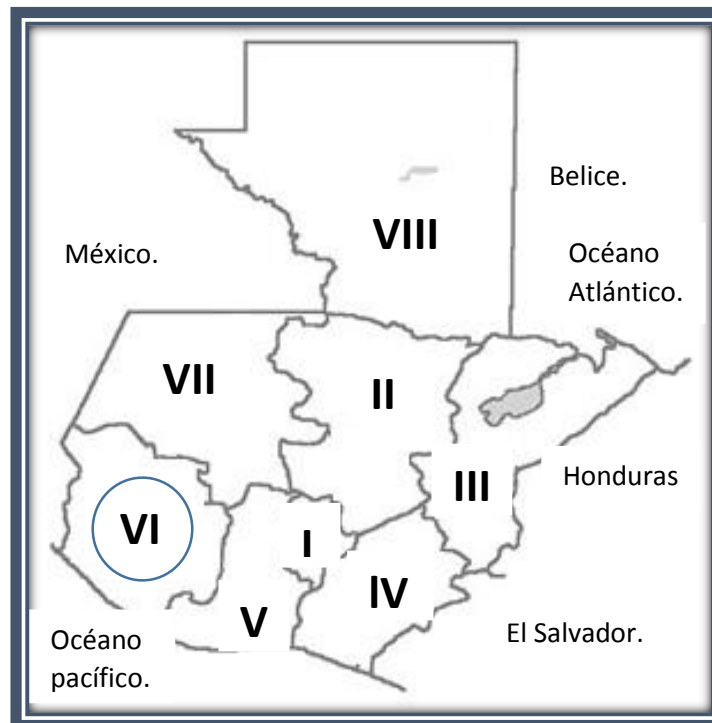 Belice.
México.
VIII
Océano
Atlántico.
VII
II
III
Honduras
VI
I
IV
V
El Salvador.
Océano
pacífico.